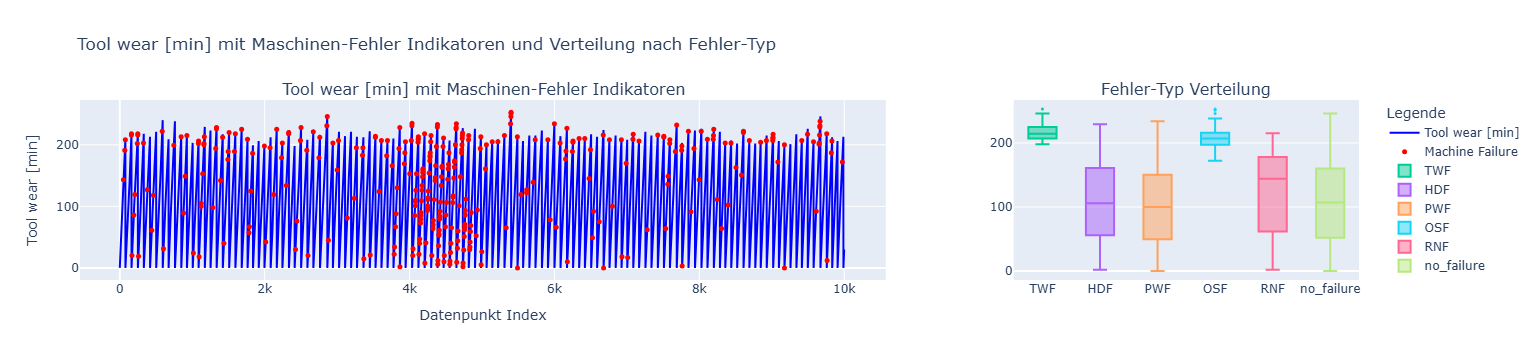 Tool wear [min] mit Maschinen-Fehler Indikatoren und Verteilung nach Fehler-Typ
Tool wear [min] mit Maschinen-Fehler Indikatoren
Tool wear [min]
200
100
0
0
2k
4k
6k
8k
10k
Datenpunkt Index
Fehler-Typ Verteilung
200
100
0
TWF
HDF
PWF
OSF
RNF
no_failure
Legende
Tool wear [min]
Machine Failure
TWF
HDF
PWF
OSF
RNF
no_failure